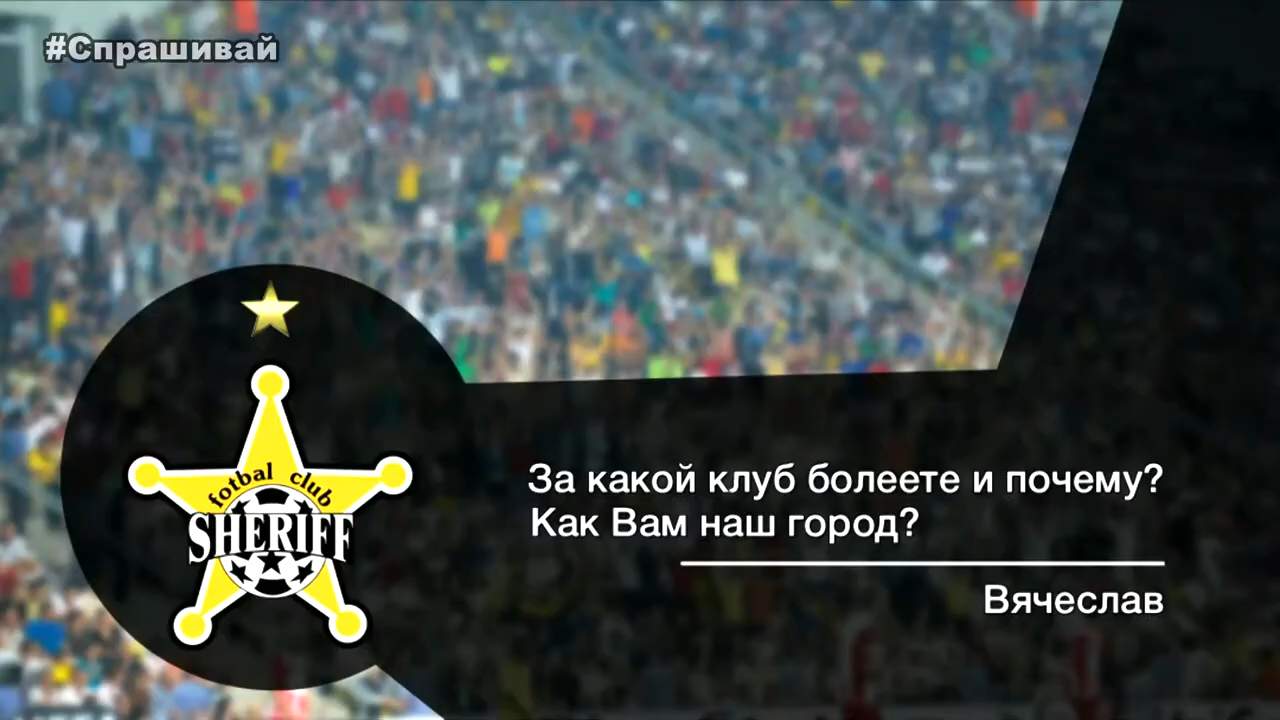 #Спрашивай
fotbal club
SHERIFF
За какой клуб болеете и почему?
Как Вам наш город?
Вячеслав